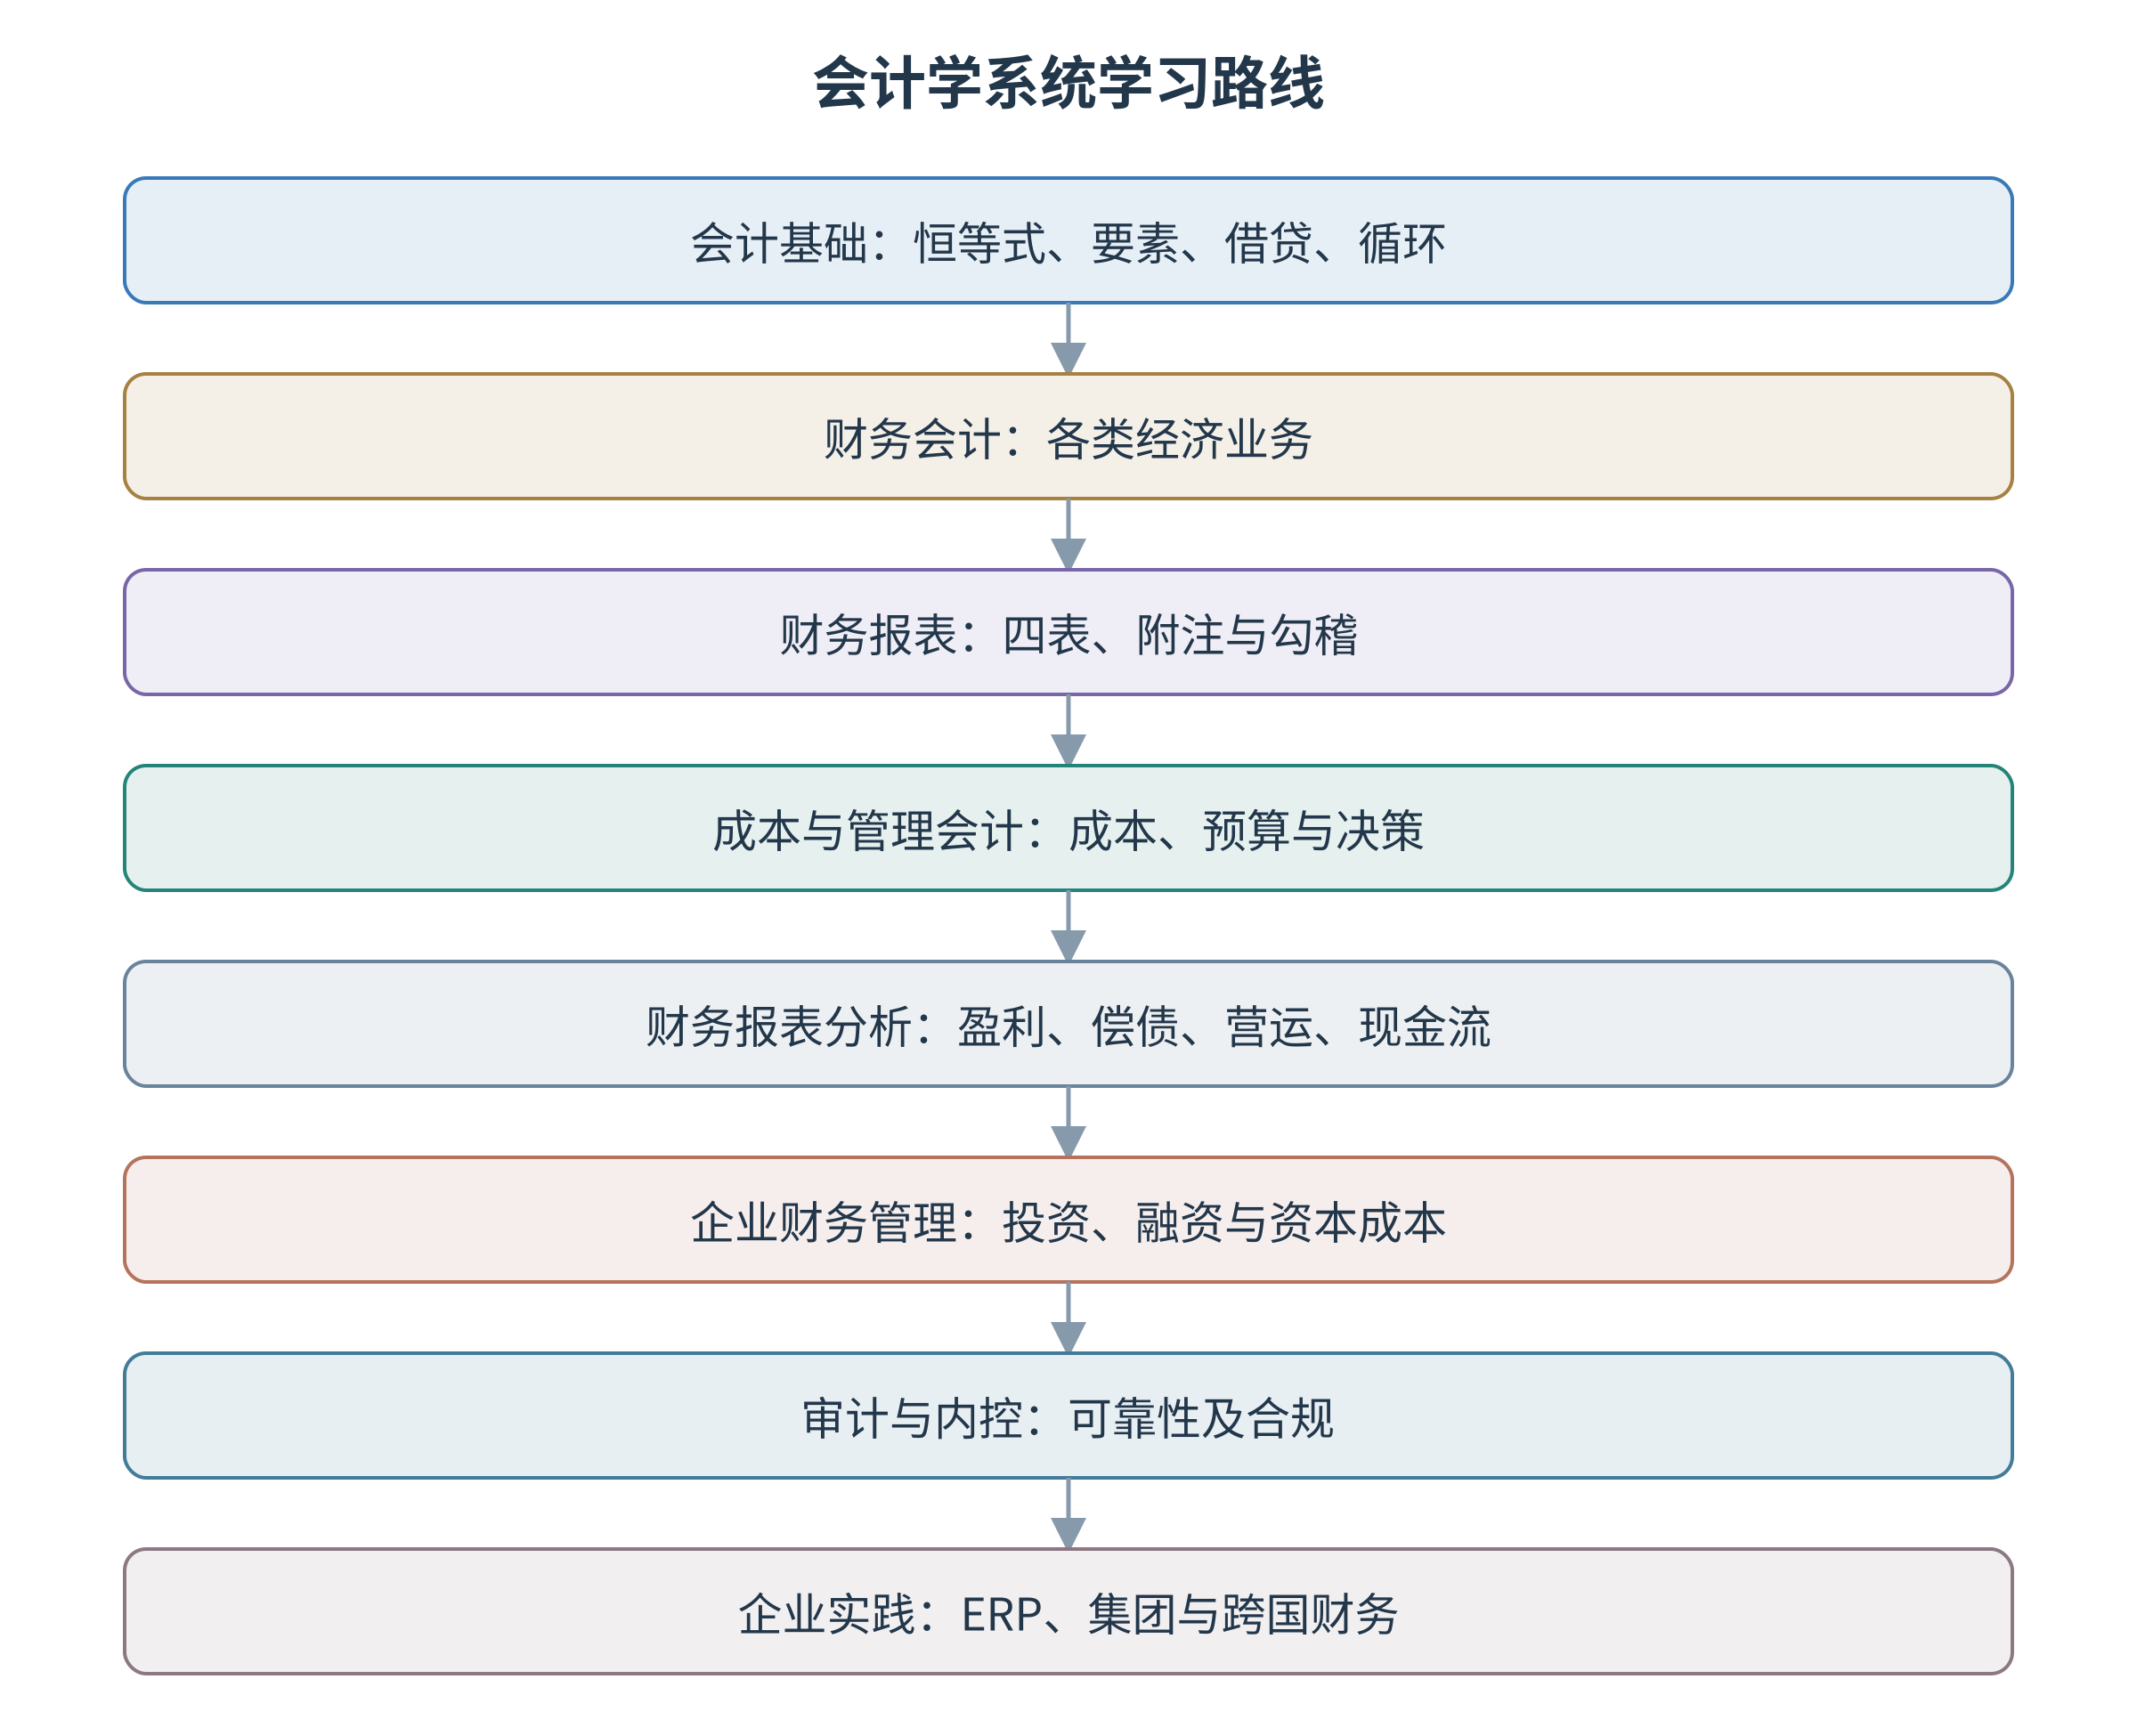 会计学系统学习路线
会计基础：恒等式、要素、借贷、循环
财务会计：各类经济业务
财务报表：四表、附注与勾稽
成本与管理会计：成本、预算与决策
财务报表分析：盈利、偿债、营运、现金流
企业财务管理：投资、融资与资本成本
审计与内控：可靠性及合规
企业实践：ERP、集团与跨国财务